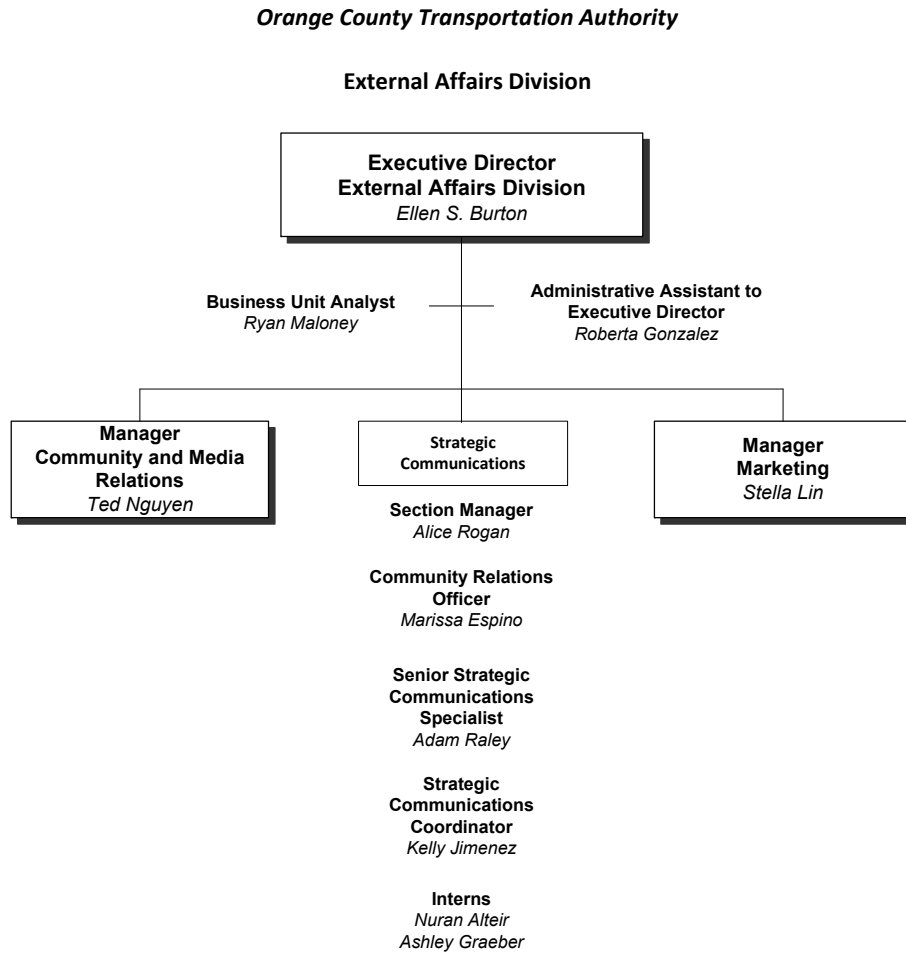 Orange County Transportation Authority
External Affairs Division
Executive Director
External Affairs Division
Ellen S. Burton
Business Unit Analyst
Ryan Maloney
Administrative Assistant to
Executive Director
Roberta Gonzalez
Manager
Community and Media
Relations
Ted Nguyen
Strategic
Communications
Manager
Marketing
Stella Lin
Section Manager
Alice Rogan
Community Relations
Officer
Marissa Espino
Senior Strategic
Communications
Specialist
Adam Raley
Strategic
Communications
Coordinator
Kelly Jimenez
Interns
Nuran Alteir
Ashley Graeber